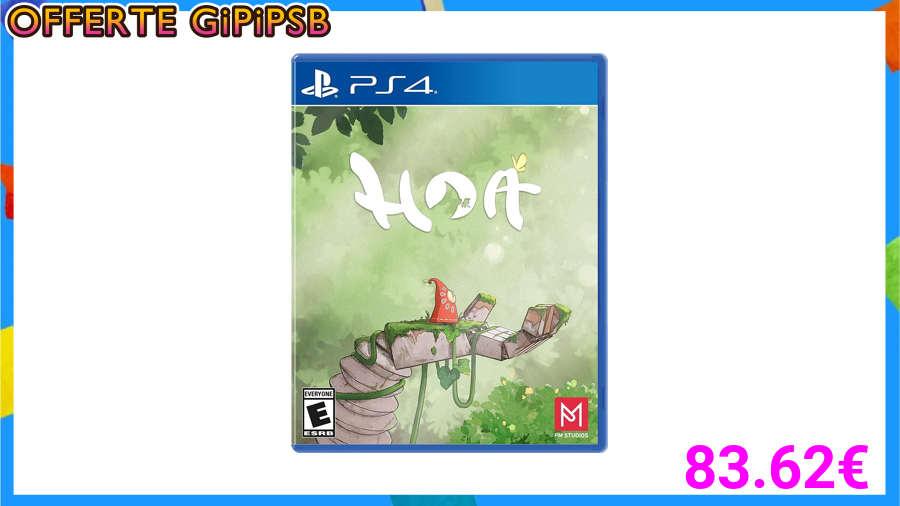 OFFERTE GiPiPSB
PS4
HOA
EVERYONE
E
ESRB
PM STUDIOS
83.62€